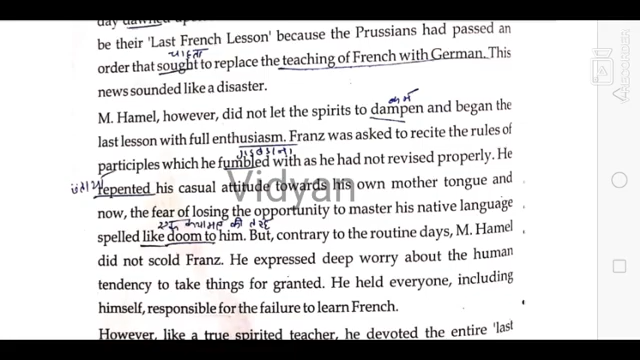 day dawned
be their 'Last French Lesson' because the Prussians had passed an
चाहता
order that sought to replace the teaching of French with German. This
news sounded like a disaster.
कम
M. Hamel, however, did not let the spirits to dampen and began the
last lesson with full enthusiasm. Franz was asked to recite the rules of
participles which he fumbled with as he had not revised properly. He
repented his casual attitude towards his own mother tongue and
Vidyan
now, the fear of losing the opportunity to master his native language
की तरह
spelled like doom to him. But, contrary to the routine days, M. Hamel
did not scold Franz. He expressed deep worry about the human
tendency to take things for granted. He held everyone, including
himself, responsible for the failure to learn French.
However, like a true spirited teacher, he devoted the entire 'last